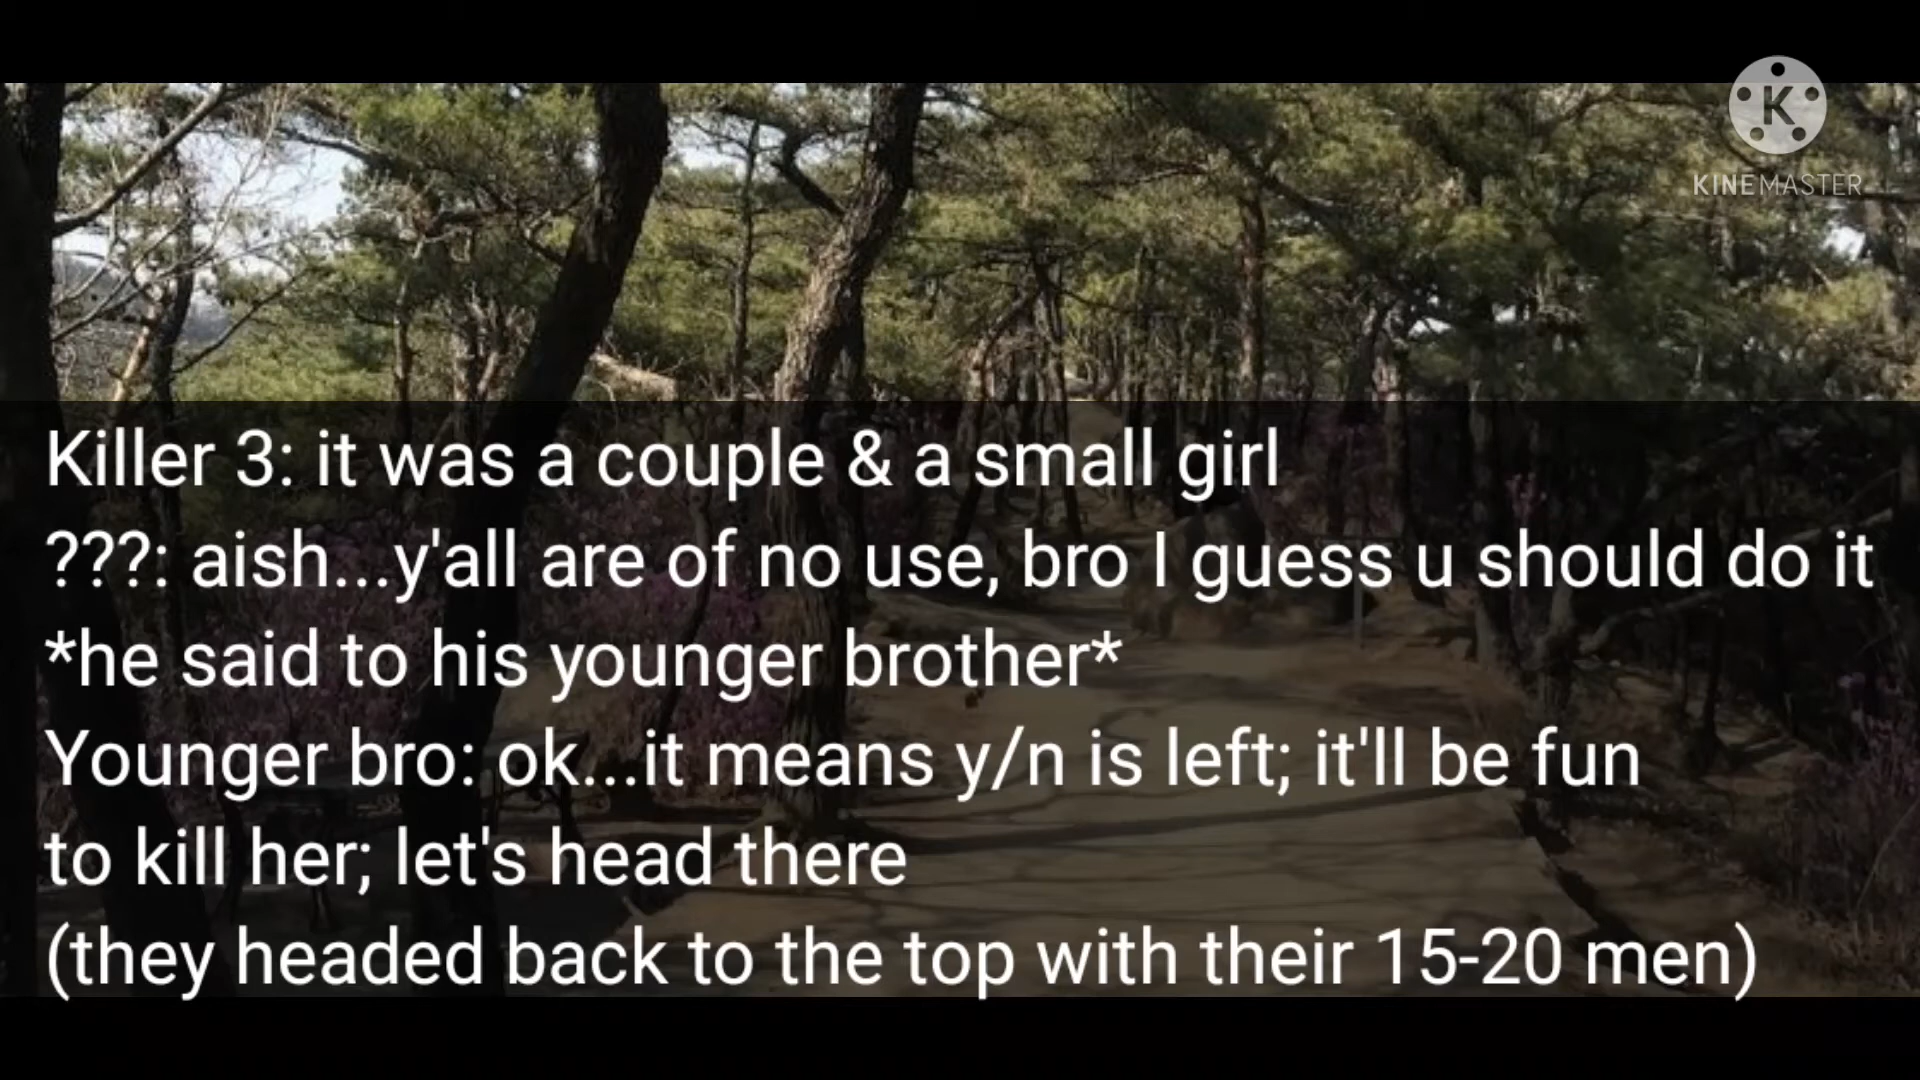 K
KINEMASTER
Killer 3: it was a couple & a small girl
???: aish...y'all are of no use, bro I guess u should do it
*he said to his younger brother*
Younger bro: ok...it means y/n is left; it'll be fun
to kill her; let's head there
(they headed back to the top with their 15-20 men)